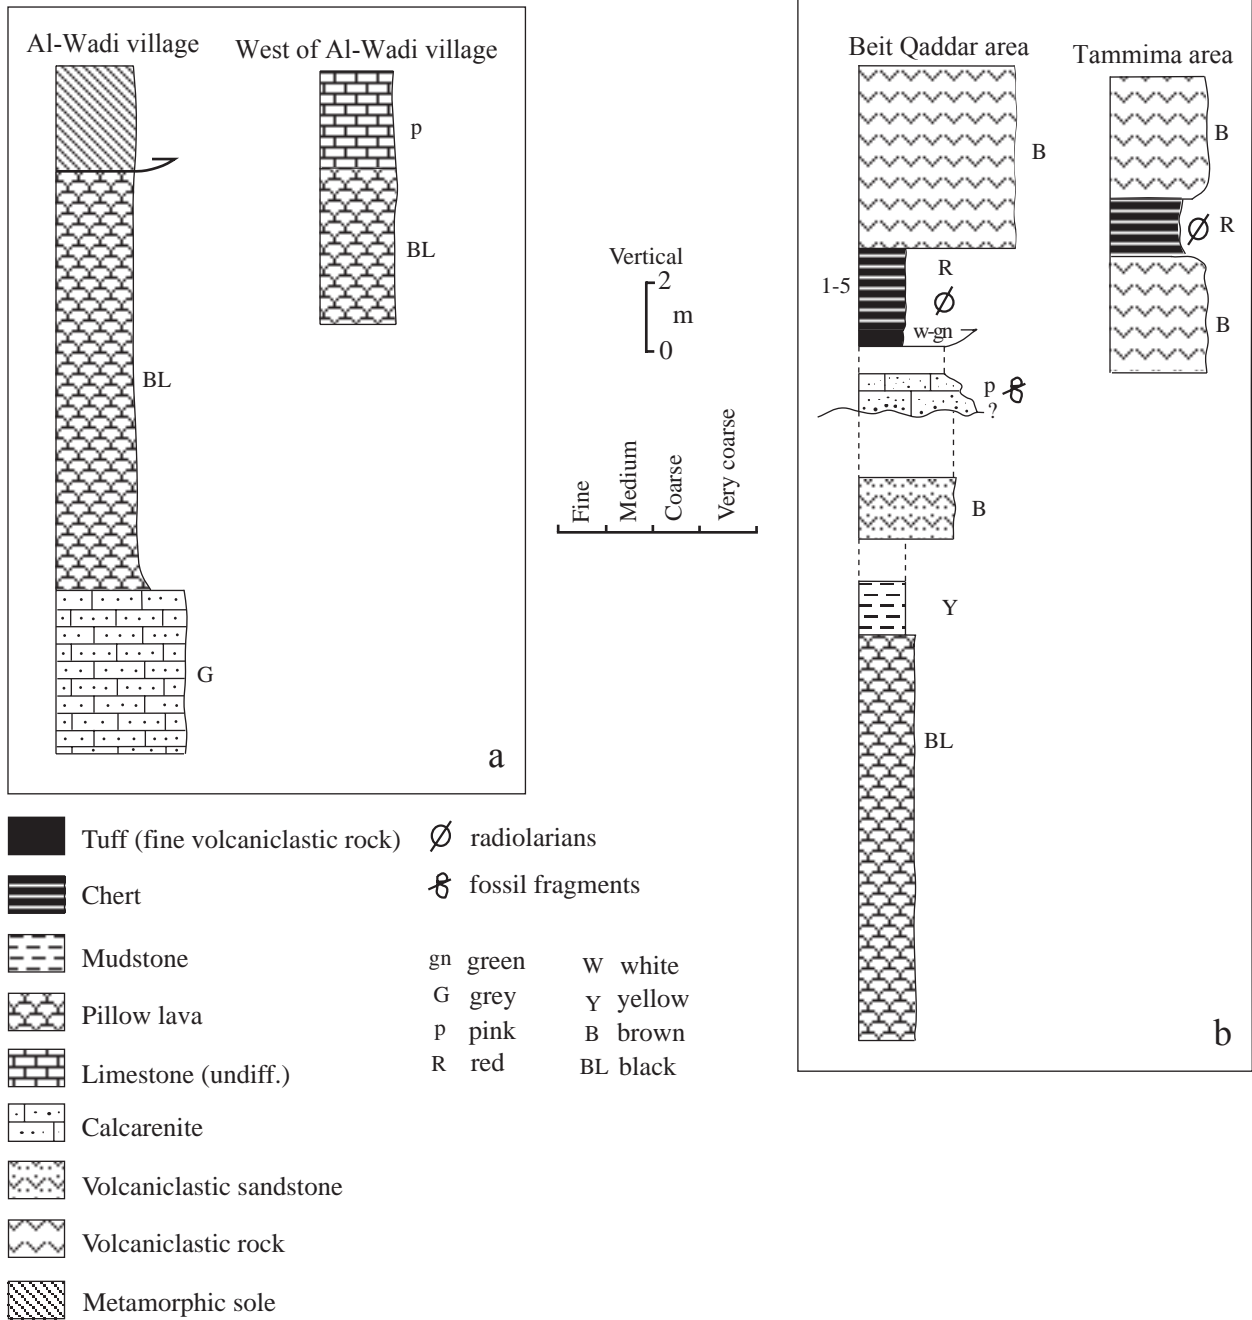 Al-Wadi village
West of Al-Wadi village
p
BL
BL
G
a
Vertical
2
m
0
Fine
Medium
Coarse
Very coarse
Beit Qaddar area
Tammima area
B
B
R
R
1-5
w-gn
B
p
?
B
Y
BL
b
Tuff (fine volcaniclastic rock)
Chert
Mudstone
Pillow lava
Limestone (undiff.)
Calcarenite
Volcaniclastic sandstone
Volcaniclastic rock
Metamorphic sole
radiolarians
fossil fragments
gn green
G grey
p pink
R red
W white
Y yellow
B brown
BL black